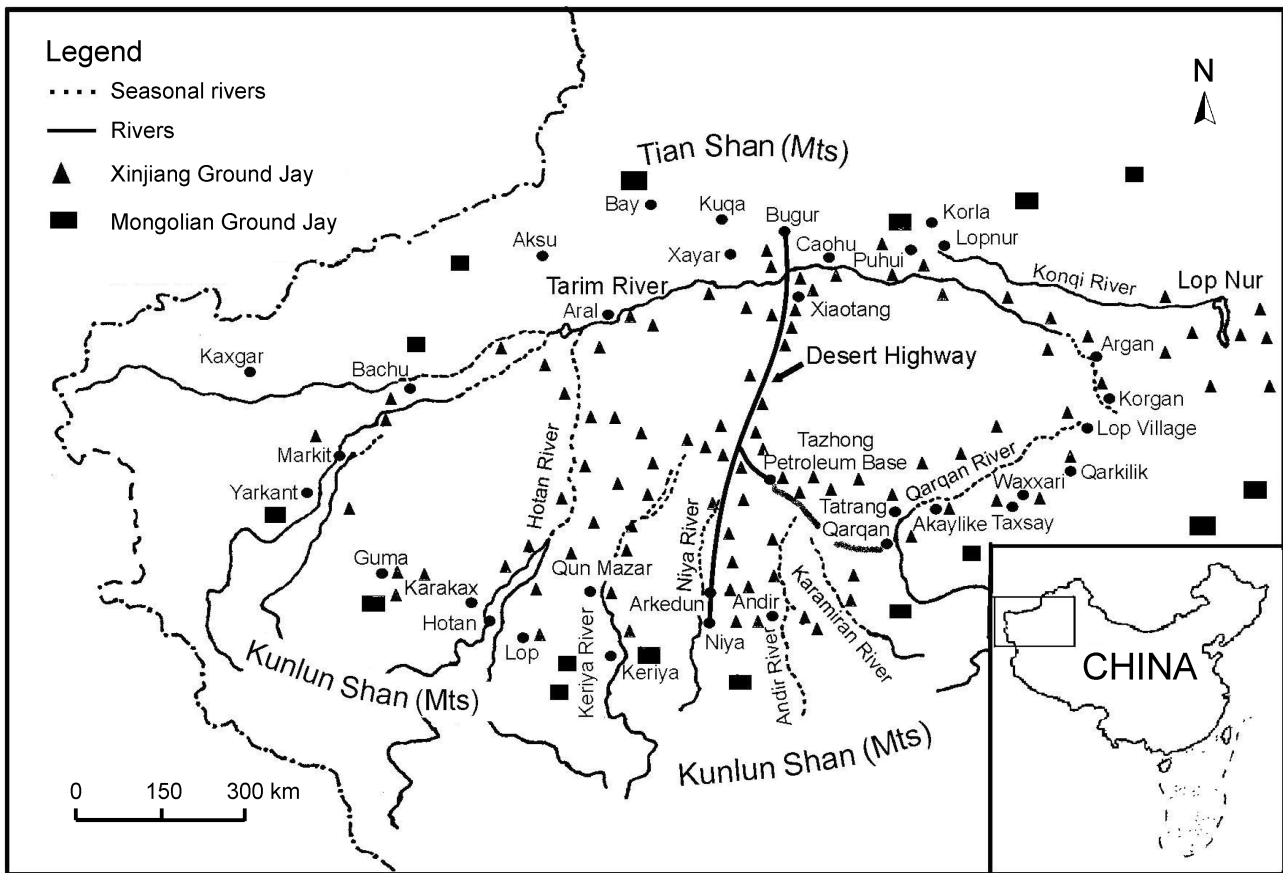 Legend
Seasonal rivers
Rivers
Xinjiang Ground Jay
Mongolian Ground Jay
N
Tian Shan (Mts)
Bay
Kuqa
Bugur
Korla
Lopnur
Aksu
Xayar
Caohu
Puhui
Konqi River
Lop Nur
Tarim River
Aral
Xiaotang
Kaxgar
Bachu
Desert Highway
Argan
Korgan
Lop Village
Markit
Yarkant
Hotan River
Tazhong
Petroleum Base
Qarqan River
Qarkilik
Waxxari
Tatrang
Akaylike
Taxsay
Qarqan
Niya River
Guma
Karakax
Qun Mazar
Arkedun
Andir
Karamiran River
Hotan
Lop
Keriya River
Keriya
Niya
Andir River
Kunlun Shan (Mts)
Kunlun Shan (Mts)
CHINA
0 150 300 km